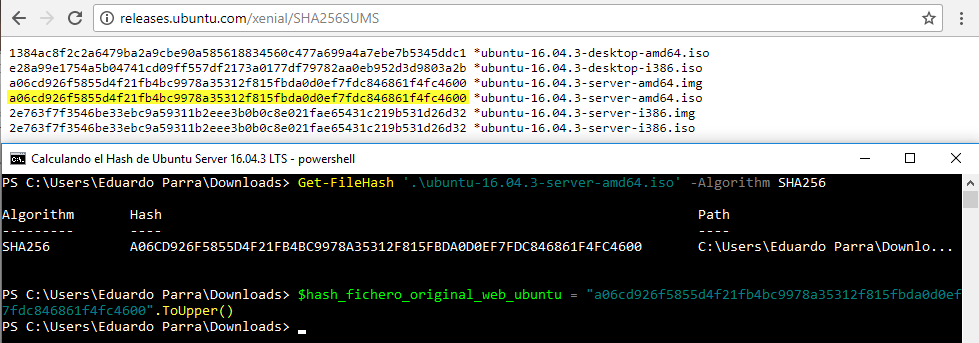 releases.ubuntu.com/xenial/SHA256SUMS
1384ac8f2c2a6479ba2a9cbe90a585618834560c477a699a4a7ebe7b5345ddc1 *ubuntu-16.04.3-desktop-amd64.iso
e28a99e1754a5b04741cd09ff557df2173a0177df79782aa0eb952d3d9803a2b *ubuntu-16.04.3-desktop-i386.iso
a06cd926f5855d4f21fb4bc9978a35312f815fbda0d0ef7fdc846861f4fc4600 *ubuntu-16.04.3-server-amd64.img
a06cd926f5855d4f21fb4bc9978a35312f815fbda0d0ef7fdc846861f4fc4600 *ubuntu-16.04.3-server-amd64.iso
2e763f7f3546be33ebc9a59311b2eee3b0b0c8e021fae65431c219b531d26d32 *ubuntu-16.04.3-server-i386.img
2e763f7f3546be33ebc9a59311b2eee3b0b0c8e021fae65431c219b531d26d32 *ubuntu-16.04.3-server-i386.iso
Calculando el Hash de Ubuntu Server 16.04.3 LTS - powershell
PS C:\Users\Eduardo Parra\Downloads> Get-FileHash '.\ubuntu-16.04.3-server-amd64.iso' -Algorithm SHA256
Algorithm Hash Path
--------- ---- ----
SHA256 A06CD926F5855D4F21FB4BC9978A35312F815FBDA0D0EF7FDC846861F4FC4600 C:\Users\Eduardo Parra\Downlo...
PS C:\Users\Eduardo Parra\Downloads> $hash_fichero_original_web_ubuntu = "a06cd926f5855d4f21fb4bc9978a35312f815fbda0d0ef
7fdc846861f4fc4600".ToUpper()
PS C:\Users\Eduardo Parra\Downloads>